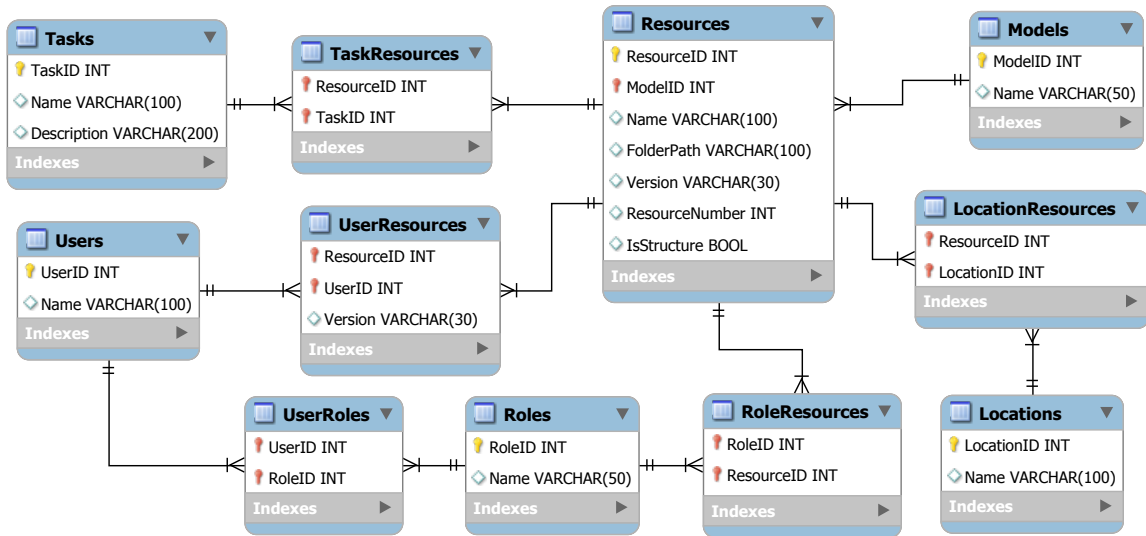 Tasks
TaskID INT
Name VARCHAR(100)
Description VARCHAR(200)
Indexes
TaskResources
ResourceID INT
TaskID INT
Indexes
Resources
ResourceID INT
ModelID INT
Name VARCHAR(100)
FolderPath VARCHAR(100)
Version VARCHAR(30)
ResourceNumber INT
IsStructure BOOL
Indexes
Models
ModelID INT
Name VARCHAR(50)
Indexes
Users
UserID INT
Name VARCHAR(100)
Indexes
UserResources
ResourceID INT
UserID INT
Version VARCHAR(30)
Indexes
LocationResources
ResourceID INT
LocationID INT
Indexes
UserRoles
UserID INT
RoleID INT
Indexes
Roles
RoleID INT
Name VARCHAR(50)
Indexes
RoleResources
RoleID INT
ResourceID INT
Indexes
Locations
LocationID INT
Name VARCHAR(100)
Indexes